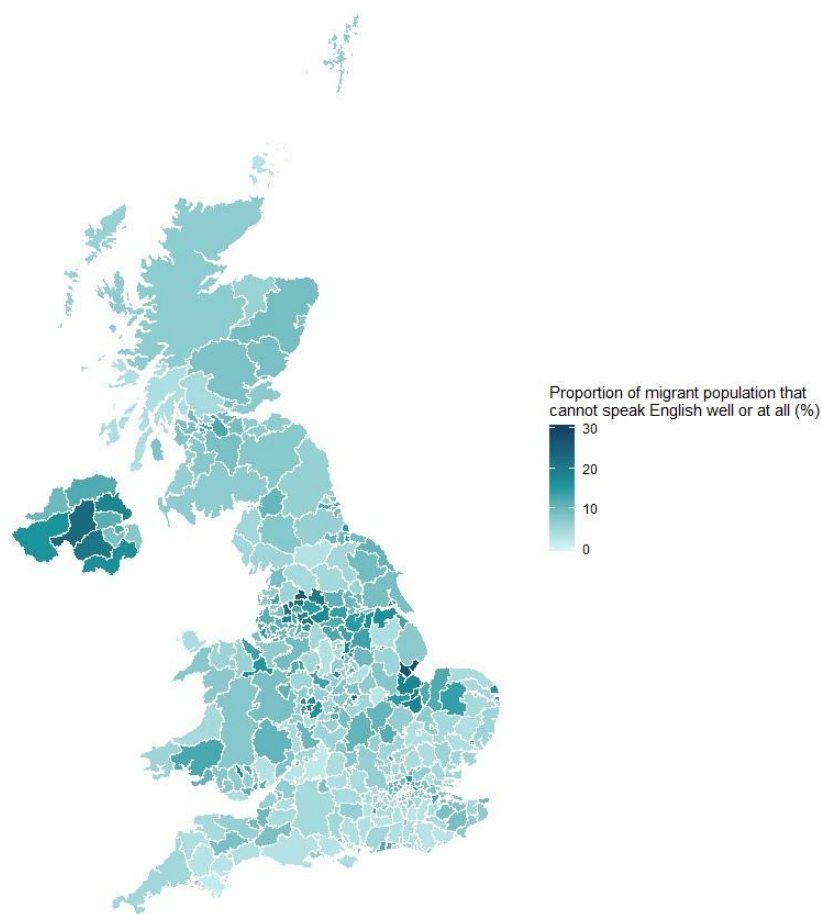 Proportion of migrant population that
cannot speak English well or at all (%)
30
20
10
0